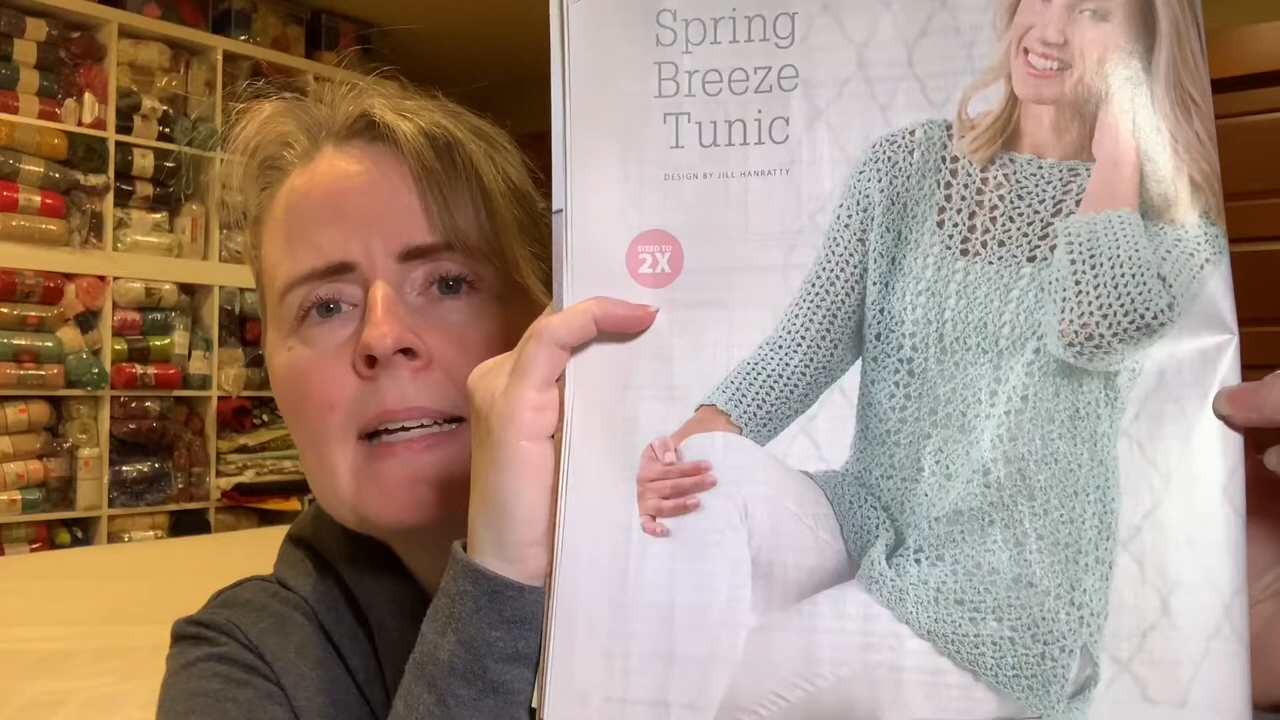 Spring
Breeze
Tunic
DESIGN BY JILL HANRATTY
SIZED TO
2X